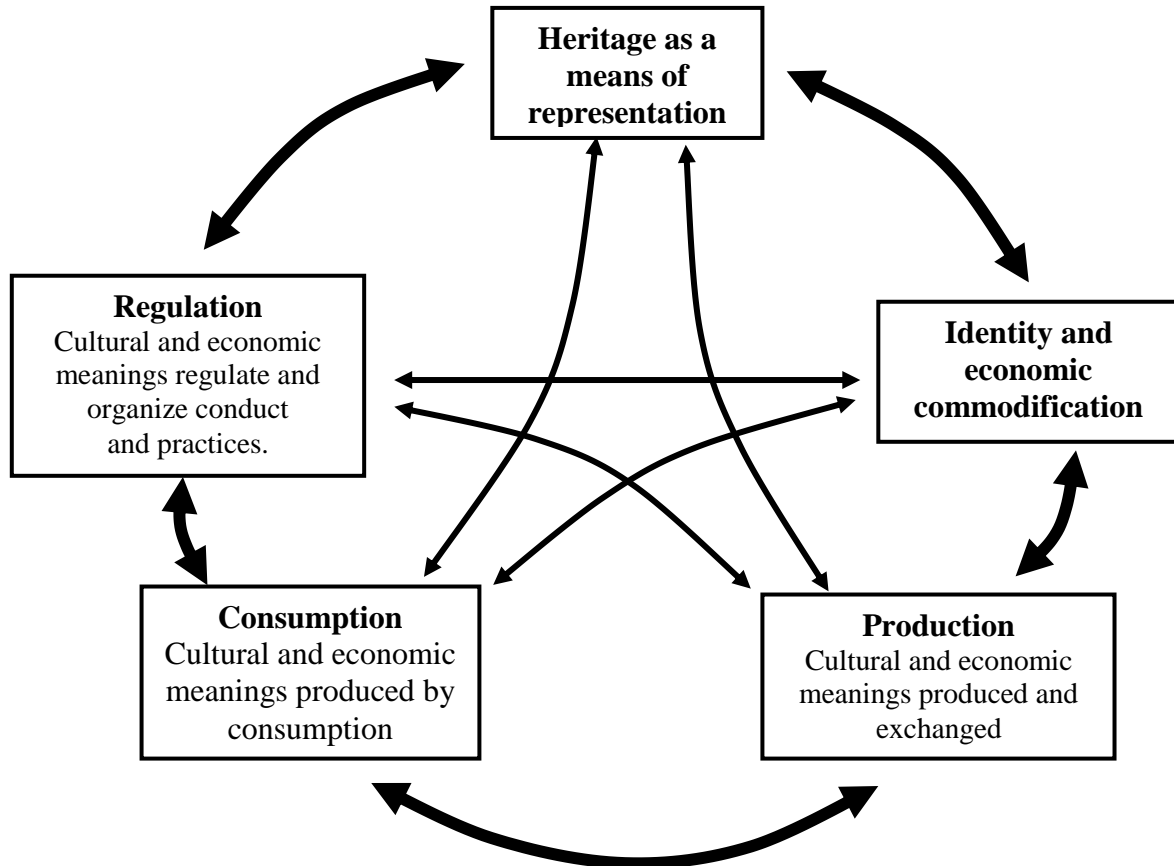 Heritage as a
means of
representation
Regulation
Cultural and economic
meanings regulate and
organize conduct
and practices.
Identity and
economic
commodification
Consumption
Cultural and economic
meanings produced by
consumption
Production
Cultural and economic
meanings produced and
exchanged